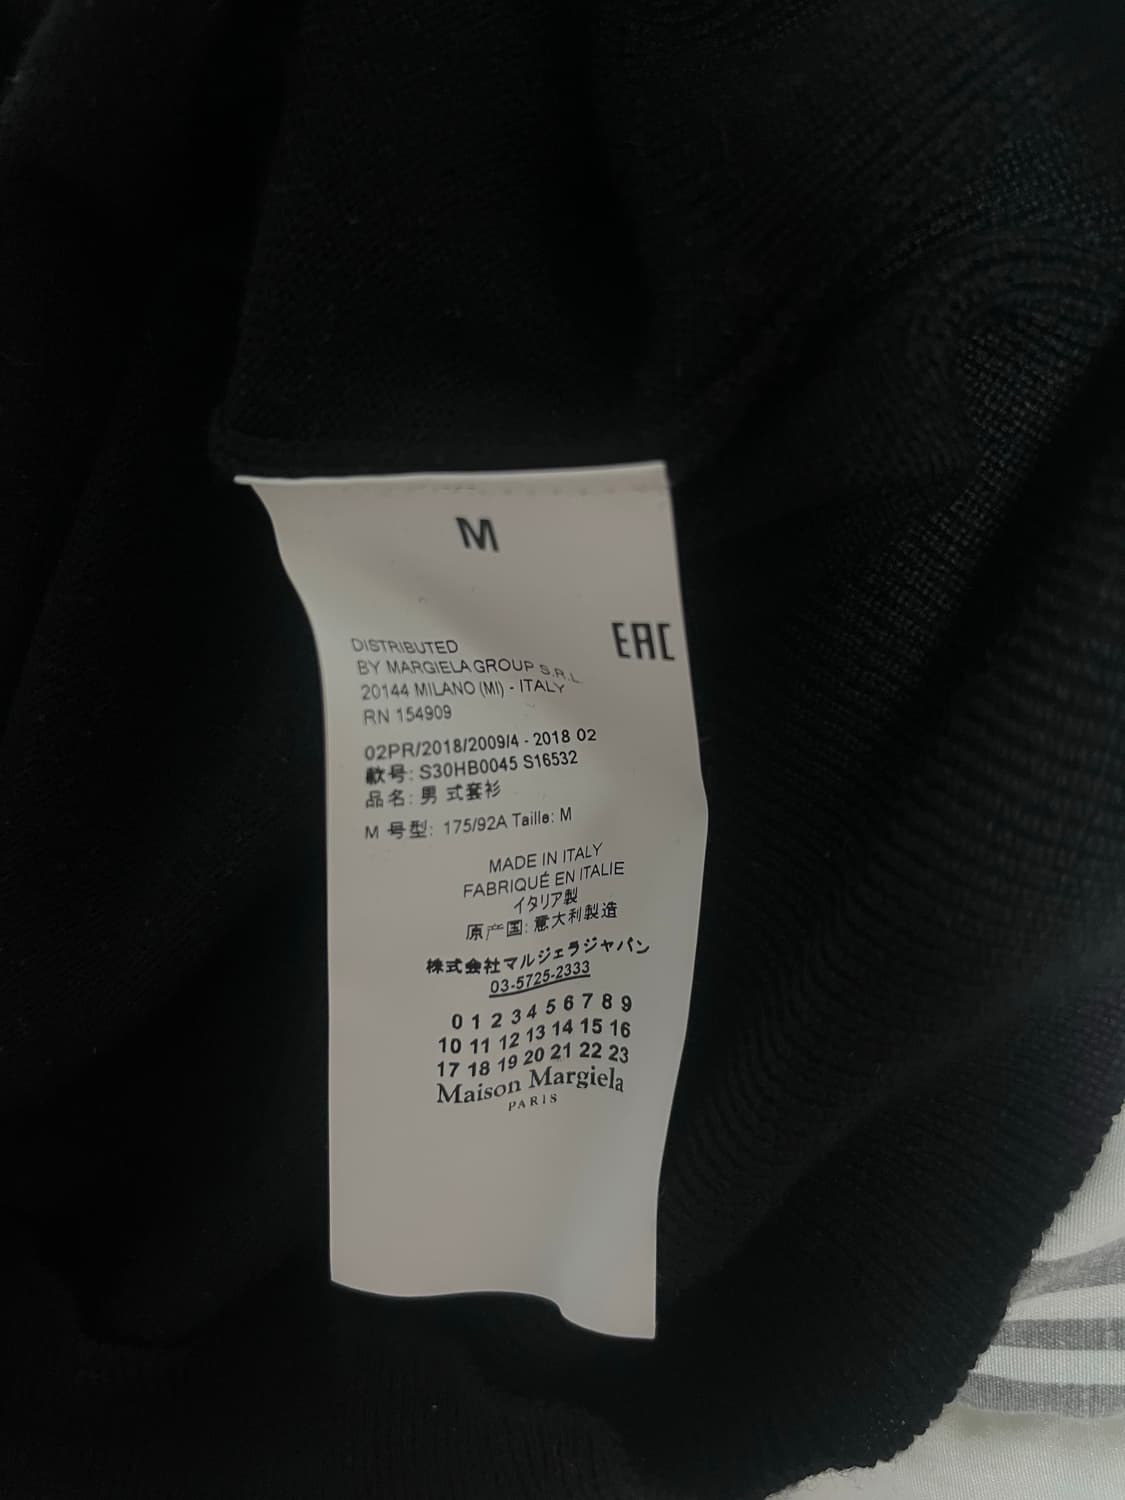 M
EAC
DISTRIBUTED
BY MARGIELA GROUP S.R.L.
20144 MILANO (MI) - ITALY
RN 154909
02PR/2018/2009/4 - 2018 02
款号: S30HB0045 S16532
品名: 男 式套衫
M 号型: 175/92A Taille: M
MADE IN ITALY
FABRIQUÉ EN ITALIE
イタリア製
原产国: 意大利製造
株式会社マルジェラジャパン
03-5725-2333
0 1 2 3 4 5 6 7 8 9
10 11 12 13 14 15 16
17 18 19 20 21 22 23
Maison Margiela
PARIS